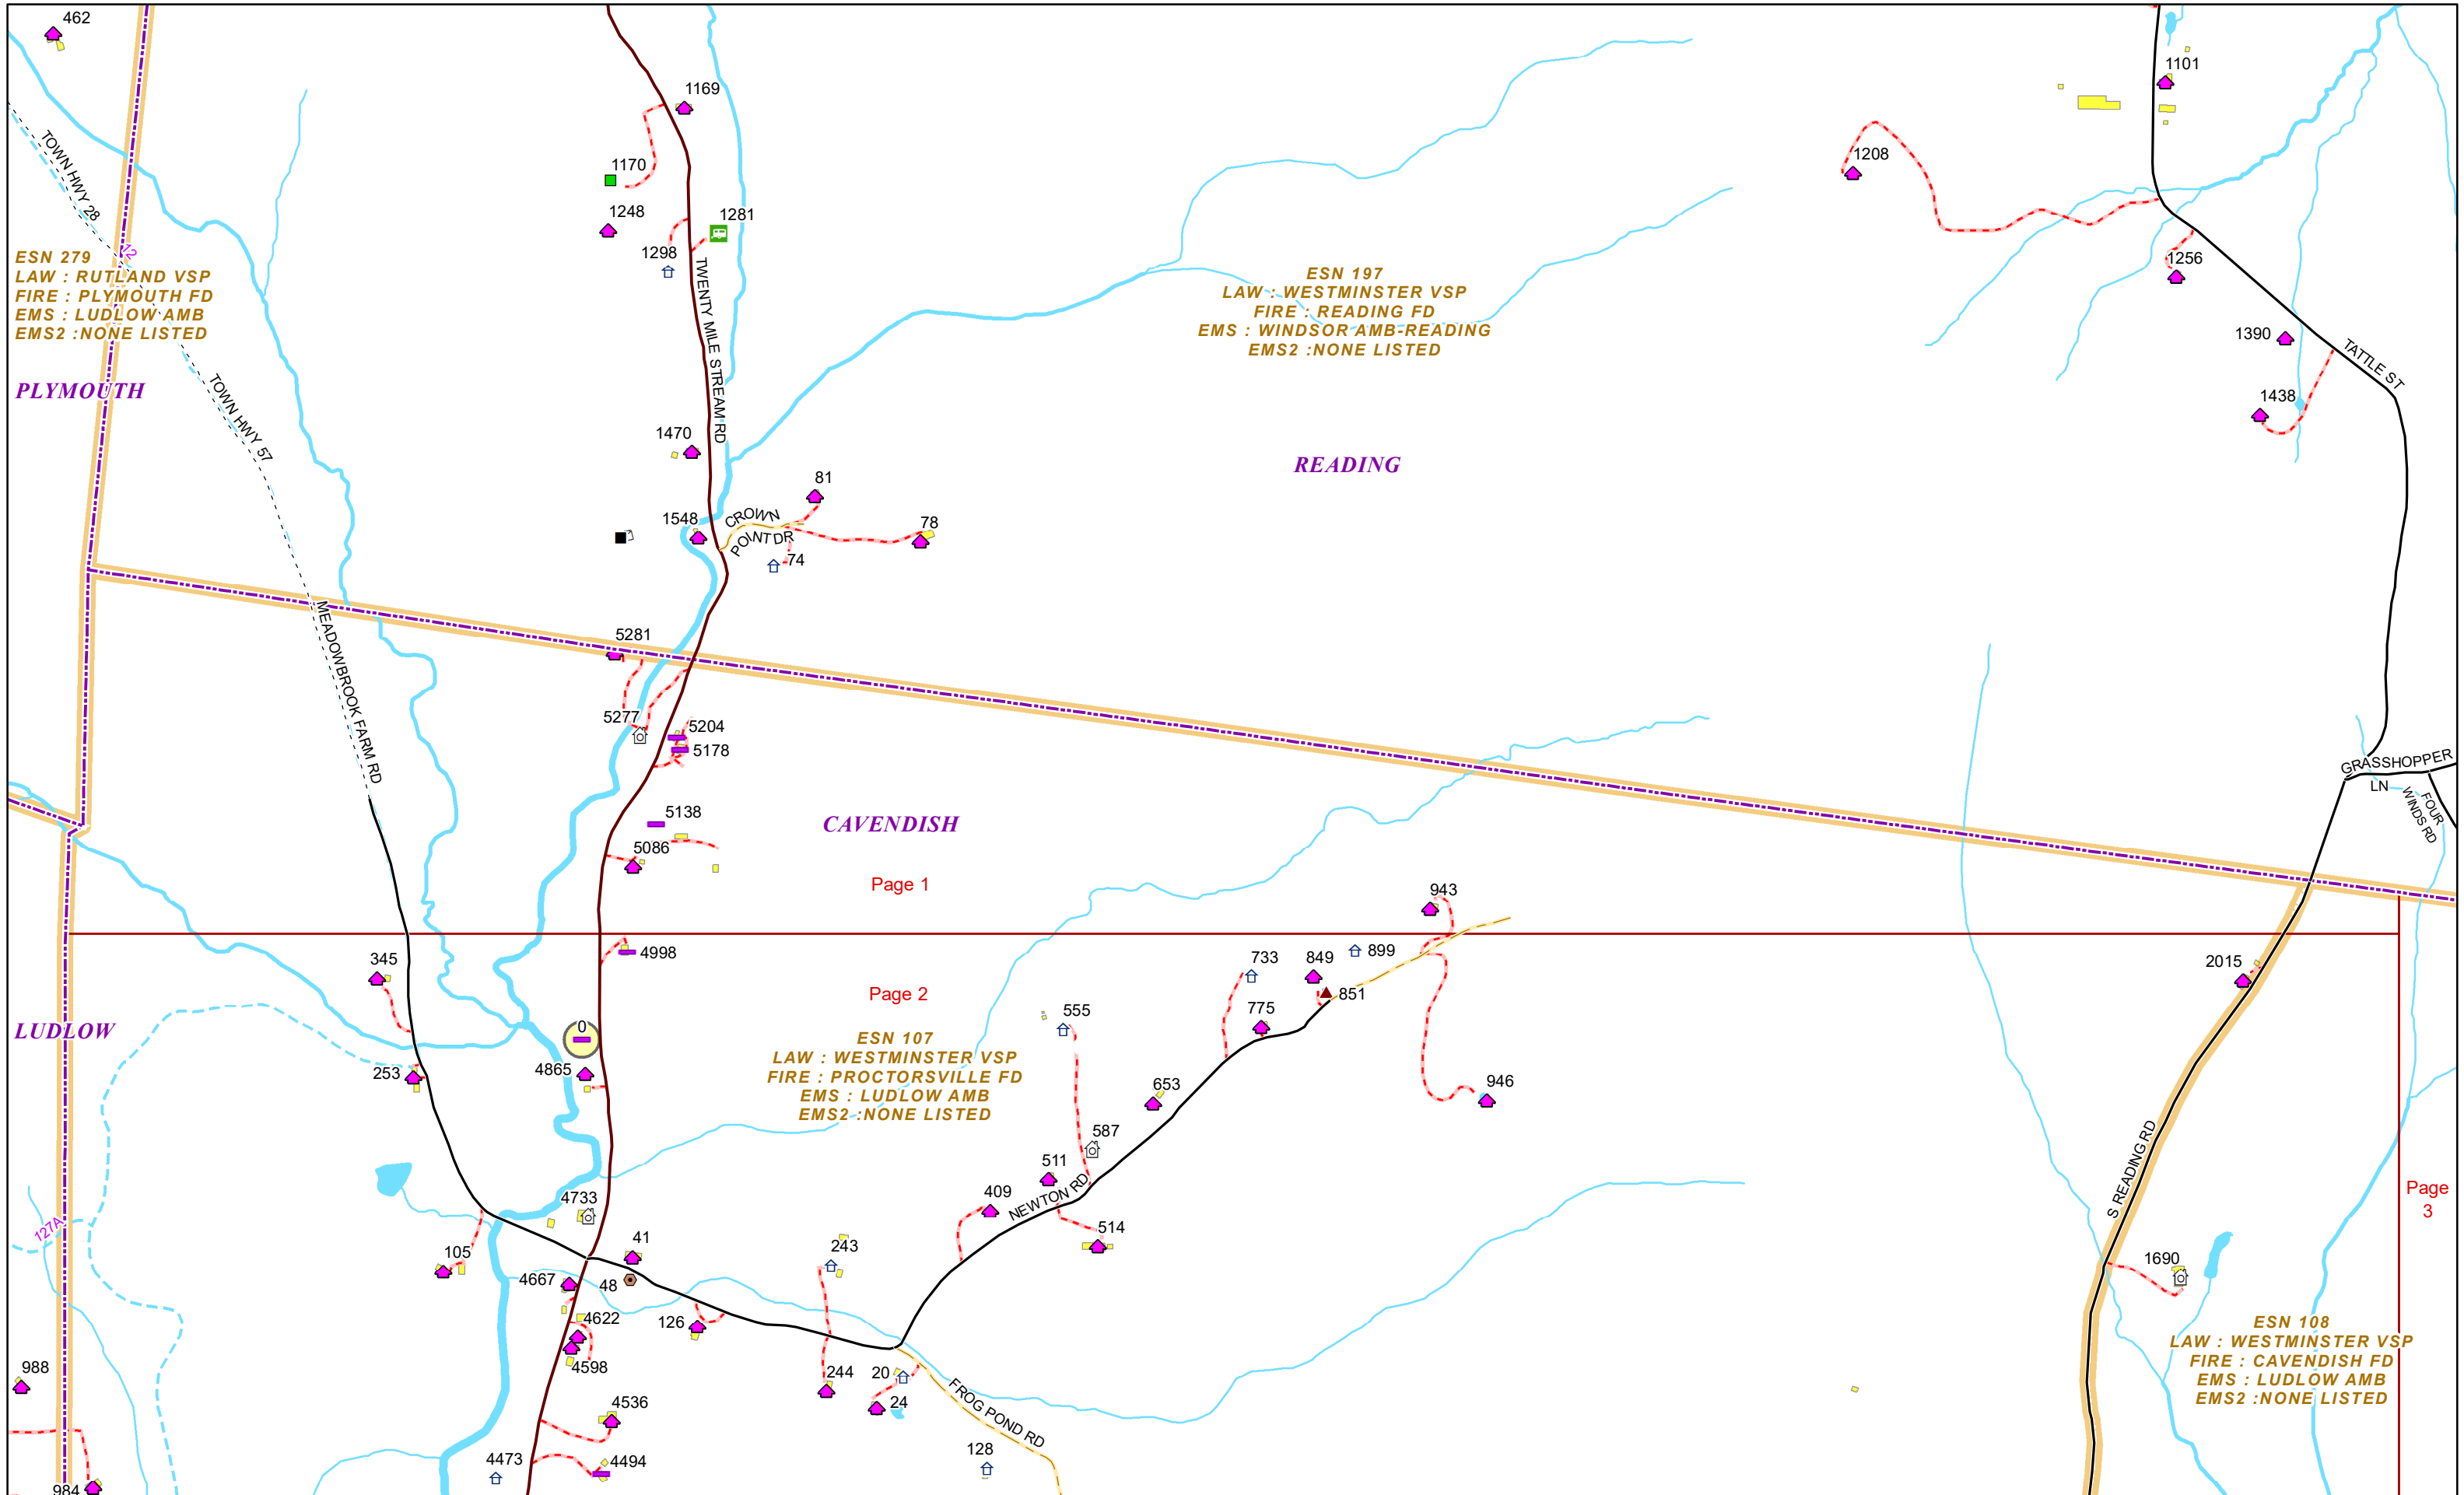 462
1169
1101
TOWN HWY 28
1170
1208
1248
1281
1298
12
ESN 279
LAW : RUTLAND VSP
FIRE : PLYMOUTH FD
EMS : LUDLOW AMB
EMS2 :NONE LISTED
TWENTY MILE STREAM RD
ESN 197
LAW : WESTMINSTER VSP
FIRE : READING FD
EMS : WINDSOR AMB-READING
EMS2 :NONE LISTED
1256
1390
TATTLE ST
PLYMOUTH
TOWN HWY 57
1438
1470
READING
81
1548
CROWN
POINT DR
78
74
MEADOWBROOK FARM RD
5281
5277
5204
5178
GRASSHOPPER
LN
FOUR
WINDS RD
5138
CAVENDISH
5086
Page 1
943
345
4998
733
849
899
2015
Page 2
851
LUDLOW
0
555
775
ESN 107
LAW : WESTMINSTER VSP
FIRE : PROCTORSVILLE FD
EMS : LUDLOW AMB
EMS2 :NONE LISTED
253
4865
653
946
587
S READING RD
511
Page
3
409
NEWTON RD
4733
127A
514
41
243
105
1690
4667
48
4622
126
ESN 108
LAW : WESTMINSTER VSP
FIRE : CAVENDISH FD
EMS : LUDLOW AMB
EMS2 :NONE LISTED
988
4598
244
20
24
FROG POND RD
4536
128
4473
4494
984